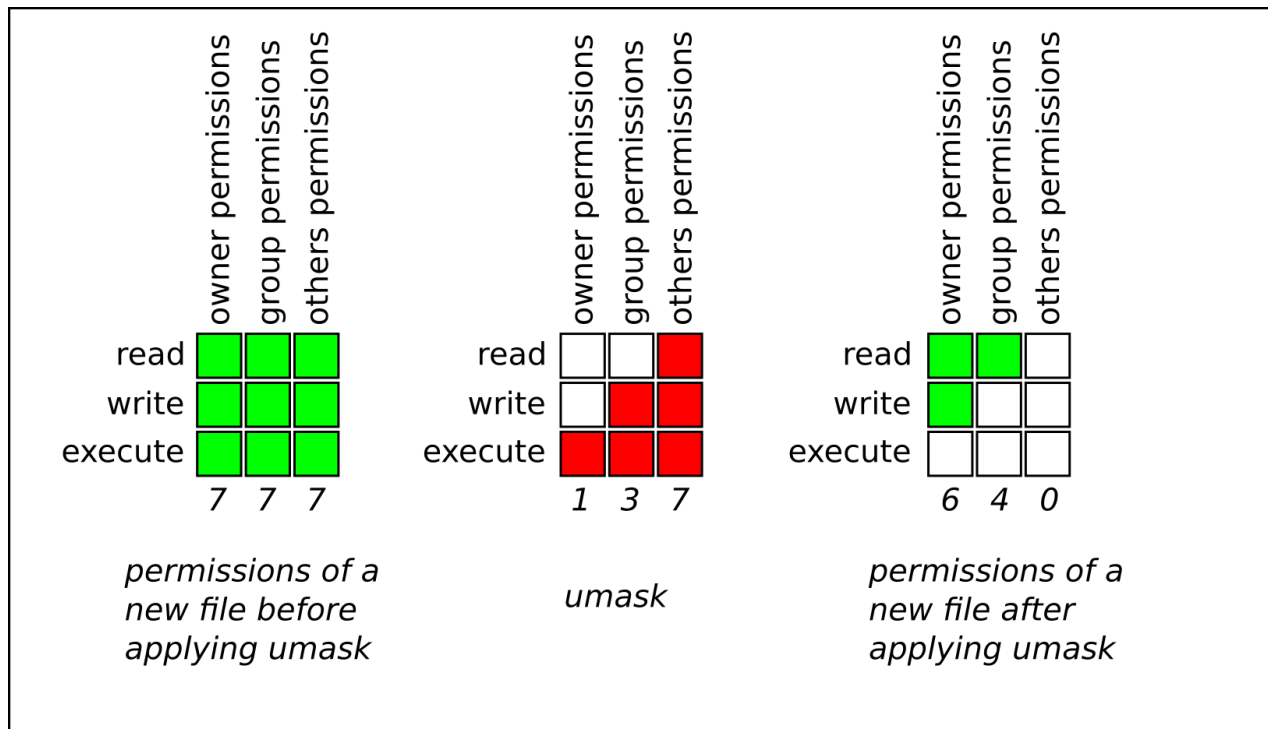 owner permissions
group permissions
others permissions
read
write
execute
7 7 7
permissions of a
new file before
applying umask
owner permissions
group permissions
others permissions
read
write
execute
1 3 7
umask
owner permissions
group permissions
others permissions
read
write
execute
6 4 0
permissions of a
new file after
applying umask